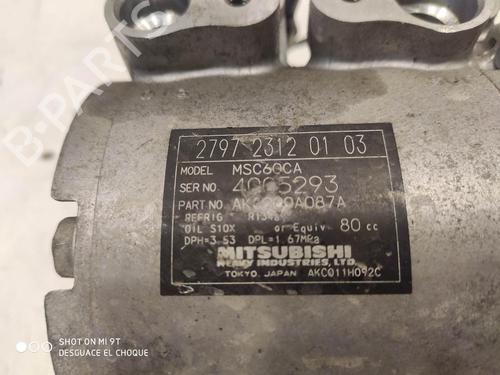 2797 2312 01 03
MODEL MSC60CA
SER NO. 4005293
PART NO. AKC200A087A
REFRIG R134a
OIL S10X or Equiv 80 cc
DPH=3.53 DPL=1.67MPa
MITSUBISHI
HEAVY INDUSTRIES, LTD.
TOKYO, JAPAN AKC011H092C
B-PARTS
SHOT ON MI 9T
DESGUACE EL CHOQUE